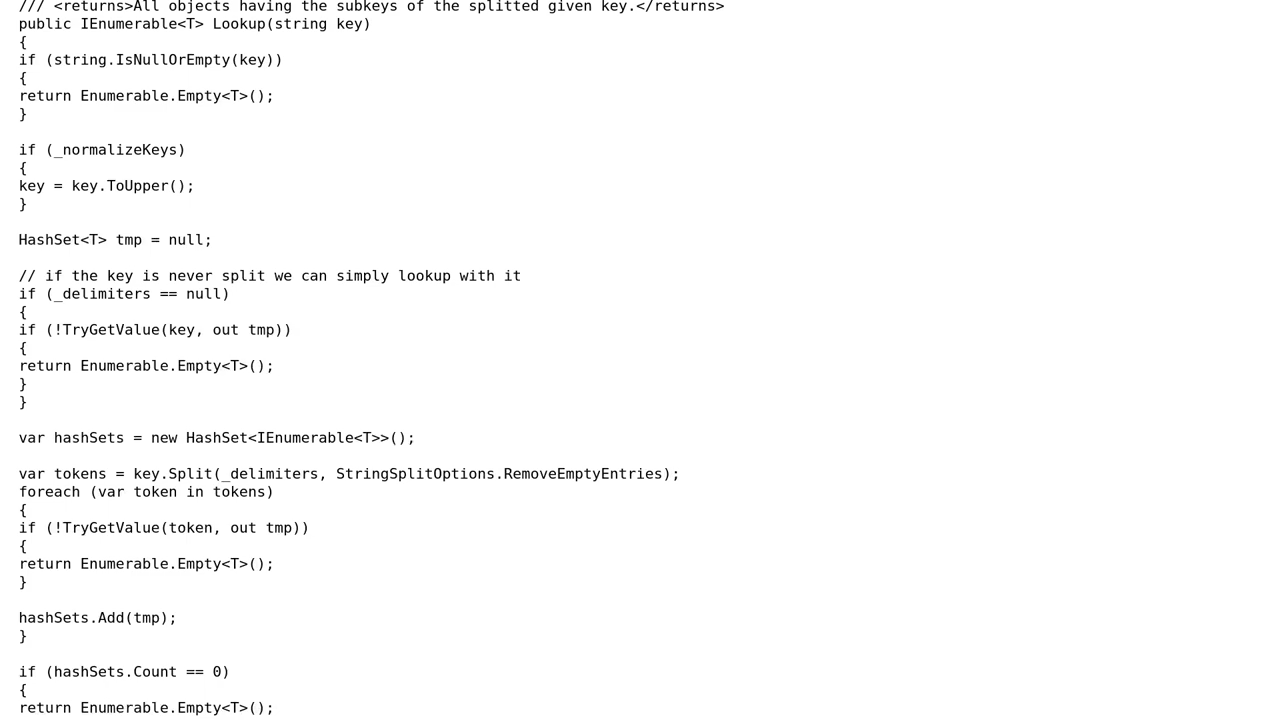 /// <returns>All objects having the subkeys of the splitted given key.</returns>
public IEnumerable<T> Lookup(string key)
{
if (string.IsNullOrEmpty(key))
{
return Enumerable.Empty<T>();
}

if (_normalizeKeys)
{
key = key.ToUpper();
}

HashSet<T> tmp = null;

// if the key is never split we can simply lookup with it
if (_delimiters == null)
{
if (!TryGetValue(key, out tmp))
{
return Enumerable.Empty<T>();
}
}

var hashSets = new HashSet<IEnumerable<T>>();

var tokens = key.Split(_delimiters, StringSplitOptions.RemoveEmptyEntries);
foreach (var token in tokens)
{
if (!TryGetValue(token, out tmp))
{
return Enumerable.Empty<T>();
}

hashSets.Add(tmp);
}

if (hashSets.Count == 0)
{
return Enumerable.Empty<T>();